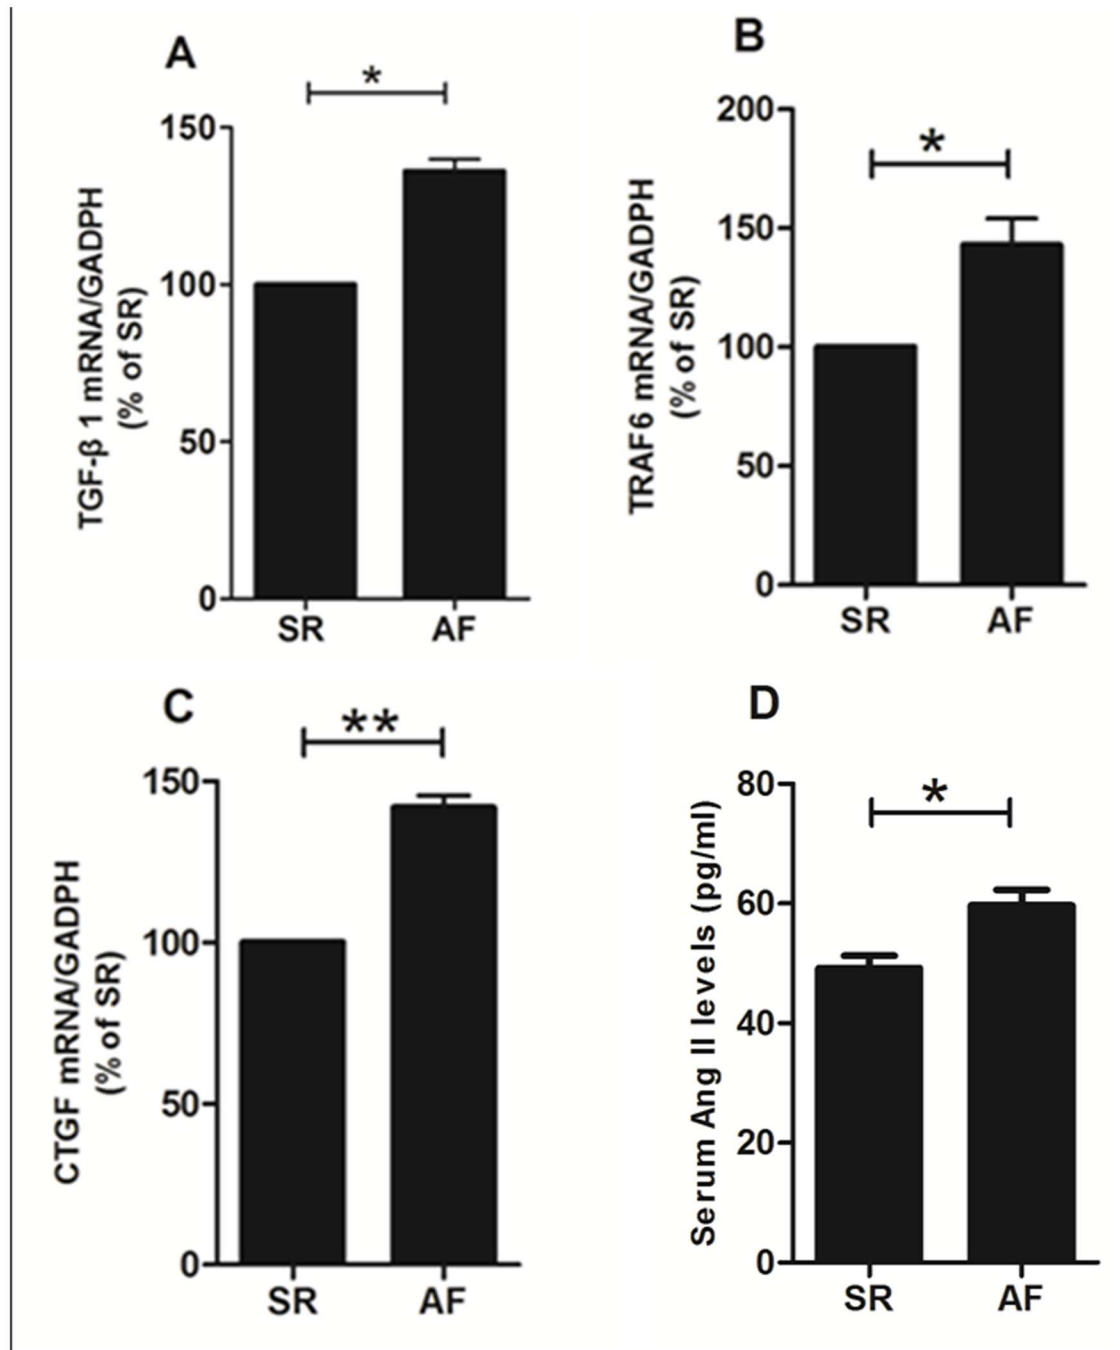 A
*
150
100
50
0
TGF-β 1 mRNA/GADPH
(% of SR)
SR AF
B
*
200
150
100
50
0
TRAF6 mRNA/GADPH
(% of SR)
SR AF
C
**
150
100
50
0
CTGF mRNA/GADPH
(% of SR)
SR AF
D
*
80
60
40
20
0
Serum Ang II levels (pg/ml)
SR AF